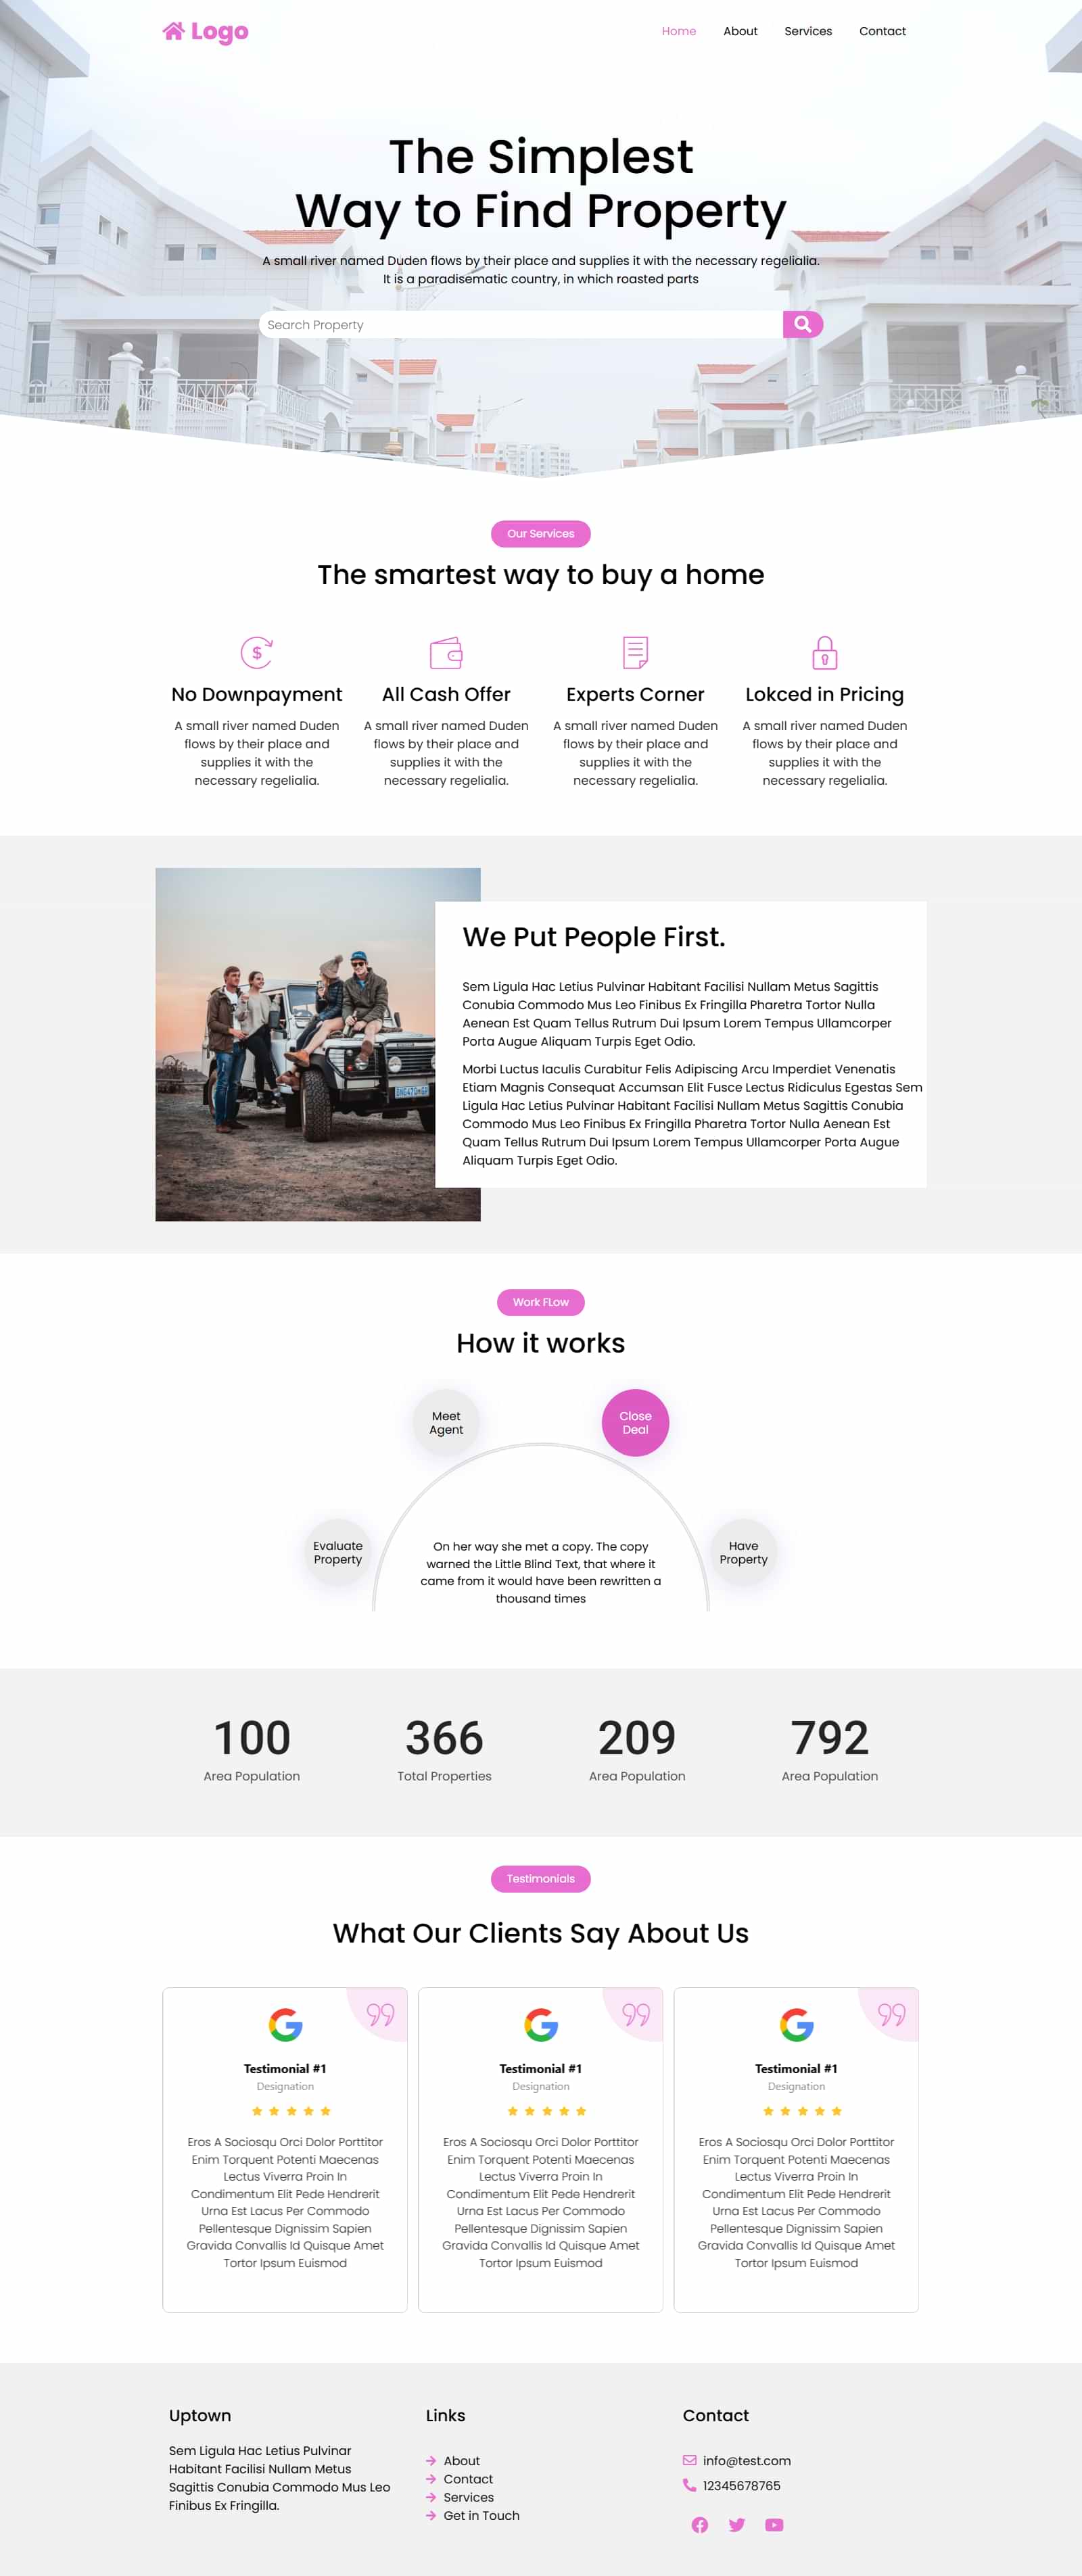 Logo
Home About Services Contact
The Simplest
Way to Find Property
A small river named Duden flows by their place and supplies it with the necessary regelialia.
It is a paradisematic country, in which roasted parts
Search Property
Our Services
The smartest way to buy a home
$
No Downpayment
A small river named Duden
flows by their place and
supplies it with the
necessary regelialia.
All Cash Offer
A small river named Duden
flows by their place and
supplies it with the
necessary regelialia.
Experts Corner
A small river named Duden
flows by their place and
supplies it with the
necessary regelialia.
Lokced in Pricing
A small river named Duden
flows by their place and
supplies it with the
necessary regelialia.
We Put People First.
Sem Ligula Hac Letius Pulvinar Habitant Facilisi Nullam Metus Sagittis
Conubia Commodo Mus Leo Finibus Ex Fringilla Pharetra Tortor Nulla
Aenean Est Quam Tellus Rutrum Dui Ipsum Lorem Tempus Ullamcorper
Porta Augue Aliquam Turpis Eget Odio.
Morbi Luctus Iaculis Curabitur Felis Adipiscing Arcu Imperdiet Venenatis
Etiam Magnis Consequat Accumsan Elit Fusce Lectus Ridiculus Egestas Sem
Ligula Hac Letius Pulvinar Habitant Facilisi Nullam Metus Sagittis Conubia
Commodo Mus Leo Finibus Ex Fringilla Pharetra Tortor Nulla Aenean Est
Quam Tellus Rutrum Dui Ipsum Lorem Tempus Ullamcorper Porta Augue
Aliquam Turpis Eget Odio.
Work FLow
How it works
Meet
Agent
Close
Deal
Evaluate
Property
On her way she met a copy. The copy
warned the Little Blind Text, that where it
came from it would have been rewritten a
thousand times
Have
Property
100
Area Population
366
Total Properties
209
Area Population
792
Area Population
Testimonials
What Our Clients Say About Us
Testimonial #1
Designation
Eros A Sociosqu Orci Dolor Porttitor
Enim Torquent Potenti Maecenas
Lectus Viverra Proin In
Condimentum Elit Pede Hendrerit
Urna Est Lacus Per Commodo
Pellentesque Dignissim Sapien
Gravida Convallis Id Quisque Amet
Tortor Ipsum Euismod
Testimonial #1
Designation
Eros A Sociosqu Orci Dolor Porttitor
Enim Torquent Potenti Maecenas
Lectus Viverra Proin In
Condimentum Elit Pede Hendrerit
Urna Est Lacus Per Commodo
Pellentesque Dignissim Sapien
Gravida Convallis Id Quisque Amet
Tortor Ipsum Euismod
Testimonial #1
Designation
Eros A Sociosqu Orci Dolor Porttitor
Enim Torquent Potenti Maecenas
Lectus Viverra Proin In
Condimentum Elit Pede Hendrerit
Urna Est Lacus Per Commodo
Pellentesque Dignissim Sapien
Gravida Convallis Id Quisque Amet
Tortor Ipsum Euismod
Uptown
Sem Ligula Hac Letius Pulvinar
Habitant Facilisi Nullam Metus
Sagittis Conubia Commodo Mus Leo
Finibus Ex Fringilla.
Links
About
Contact
Services
Get in Touch
Contact
info@test.com
12345678765